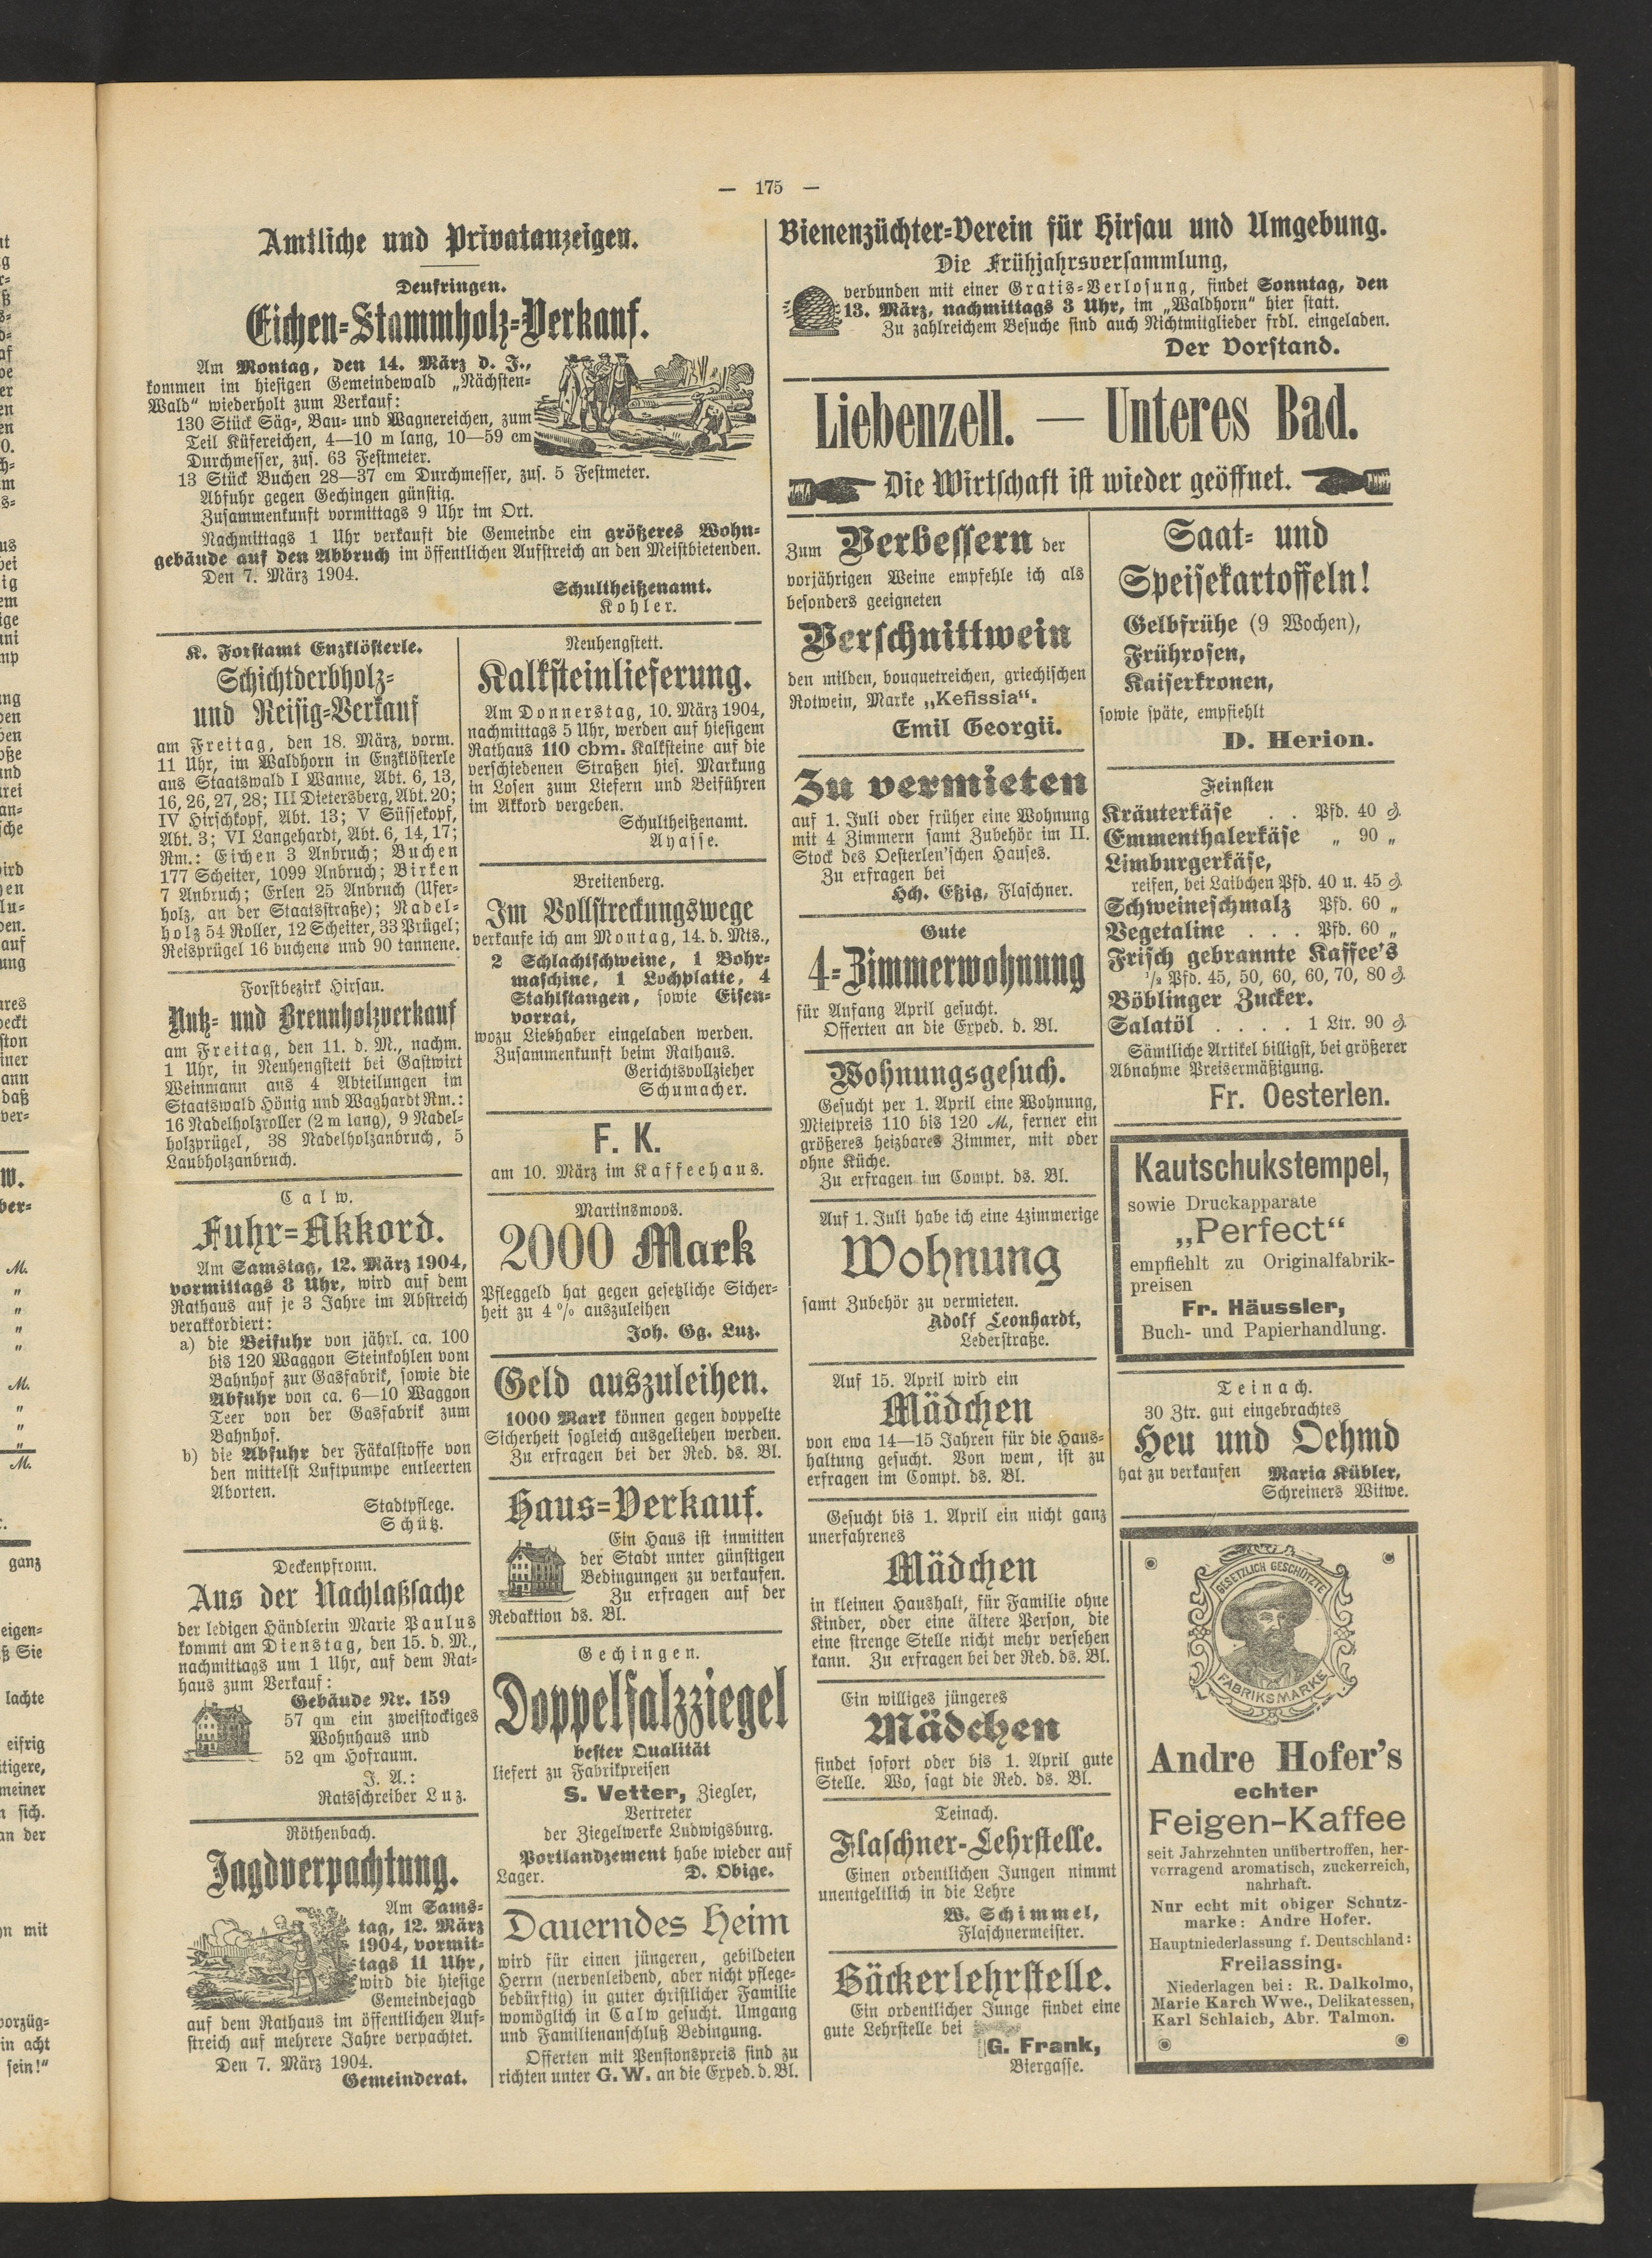 — 175 —
Amtliche und Privatanzeigen.
Deufringen.
Eichen-Stammholz-Verkauf.
Am Montag, den 14. März d. J.,
kommen im hiesigen Gemeindewald „Nächsten-
Wald“ wiederholt zum Verkauf:
130 Stück Säg-, Bau- und Wagnereichen, zum
Teil Küfereichen, 4—10 m lang, 10—59 cm
Durchmesser, zus. 63 Festmeter.
13 Stück Buchen 28—37 cm Durchmesser, zus. 5 Festmeter.
Abfuhr gegen Gechingen günstig.
Zusammenkunft vormittags 9 Uhr im Ort.
Nachmittags 1 Uhr verkauft die Gemeinde ein größeres Wohn-
gebäude auf den Abbruch im öffentlichen Aufstreich an den Meistbietenden.
Den 7. März 1904.
Schultheißenamt.
Kohler.
K. Forstamt Enzklösterle.
Schichtderbholz-
und Reisig-Verkauf
am Freitag, den 18. März, vorm.
11 Uhr, im Waldhorn in Enzklösterle
aus Staatswald I Wanne, Abt. 6, 13,
16, 26, 27, 28; III Dietersberg, Abt. 20;
IV Hirschkopf, Abt. 13; V Süssekopf,
Abt. 3; VI Langehardt, Abt. 6, 14, 17;
Rm.: Eichen 3 Anbruch; Buchen
177 Scheiter, 1099 Anbruch; Birken
7 Anbruch; Erlen 25 Anbruch (Ufer-
holz, an der Staatsstraße); Nadel-
holz 54 Roller, 12 Scheiter, 33 Prügel;
Reisprügel 16 buchene und 90 tannene.
Forstbezirk Hirsau.
Nutz- und Brennholzverkauf
am Freitag, den 11. d. M., nachm.
1 Uhr, in Neuhengstett bei Gastwirt
Weinmann aus 4 Abteilungen im
Staatswald Hönig und Waghardt Rm.:
16 Nadelholzroller (2 m lang), 9 Nadel-
holzprügel, 38 Nadelholzanbruch, 5
Laubholzanbruch.
Calw.
Fuhr-Akkord.
Am Samstag, 12. März 1904,
vormittags 8 Uhr, wird auf dem
Rathaus auf je 3 Jahre im Abstreich
verakkordiert:
a) die Beifuhr von jährl. ca. 100
bis 120 Waggon Steinkohlen vom
Bahnhof zur Gasfabrik, sowie die
Abfuhr von ca. 6—10 Waggon
Teer von der Gasfabrik zum
Bahnhof.
b) die Abfuhr der Fäkalstoffe von
den mittelst Luftpumpe entleerten
Aborten.
Stadtpflege.
Schütz.
Deckenpfronn.
Aus der Nachlaßsache
der ledigen Händlerin Marie Paulus
kommt am Dienstag, den 15. d. M.,
nachmittags um 1 Uhr, auf dem Rat-
haus zum Verkauf:
Gebäude Nr. 159
57 qm ein zweistockiges
Wohnhaus und
52 qm Hofraum.
J. A.:
Ratsschreiber Luz.
Röthenbach.
Jagdverpachtung.
Am Sams-
tag, 12. März
1904, vormit-
tags 11 Uhr,
wird die hiesige
Gemeindejagd
auf dem Rathaus im öffentlichen Auf-
streich auf mehrere Jahre verpachtet.
Den 7. März 1904.
Gemeinderat.
Neuhengstett.
Kalksteinlieferung.
Am Donnerstag, 10. März 1904,
nachmittags 5 Uhr, werden auf hiesigem
Rathaus 110 cbm. Kalksteine auf die
verschiedenen Straßen hies. Markung
in Losen zum Liefern und Beiführen
im Akkord vergeben.
Schultheißenamt.
Ayasse.
Breitenberg.
Im Vollstreckungswege
verkaufe ich am Montag, 14. d. Mts.,
2 Schlachtschweine, 1 Bohr-
maschine, 1 Lochplatte, 4
Stahlstangen, sowie Eisen-
vorrat,
wozu Liebhaber eingeladen werden.
Zusammenkunft beim Rathaus.
Gerichtsvollzieher
Schumacher.
F. K.
am 10. März im Kaffeehaus.
Martinsmoos.
2000 Mark
Pfleggeld hat gegen gesetzliche Sicher-
heit zu 4% auszuleihen
Joh. Gg. Luz.
Geld auszuleihen.
1000 Mark können gegen doppelte
Sicherheit sogleich ausgeliehen werden.
Zu erfragen bei der Red. ds. Bl.
Haus-Verkauf.
Ein Haus ist inmitten
der Stadt unter günstigen
Bedingungen zu verkaufen.
Zu erfragen auf der
Redaktion ds. Bl.
Gechingen.
Doppelfalzziegel
bester Qualität
liefert zu Fabrikpreisen
S. Vetter, Ziegler,
Vertreter
der Ziegelwerke Ludwigsburg.
Portlandzement habe wieder auf
Lager. D. Obige.
Dauerndes Heim
wird für einen jüngeren, gebildeten
Herrn (nervenleidend, aber nicht pflege-
bedürftig) in guter christlicher Familie
womöglich in Calw gesucht. Umgang
und Familienanschluß Bedingung.
Offerten mit Pensionspreis sind zu
richten unter G. W. an die Exped. d. Bl.
Bienenzüchter-Verein für Hirsau und Umgebung.
Die Frühjahrsversammlung,
verbunden mit einer Gratis-Verlosung, findet Sonntag, den
13. März, nachmittags 3 Uhr, im „Waldhorn“ hier statt.
Zu zahlreichem Besuche sind auch Nichtmitglieder frdl. eingeladen.
Der Vorstand.
Liebenzell. — Unteres Bad.
Die Wirtschaft ist wieder geöffnet.
Zum Verbessern der
vorjährigen Weine empfehle ich als
besonders geeigneten
Verschnittwein
den milden, bouquetreichen, griechischen
Rotwein, Marke „Kefissia“.
Emil Georgii.
Zu vermieten
auf 1. Juli oder früher eine Wohnung
mit 4 Zimmern samt Zubehör im II.
Stock des Oesterlen'schen Hauses.
Zu erfragen bei
Hch. Eßig, Flaschner.
Gute
4-Zimmerwohnung
für Anfang April gesucht.
Offerten an die Exped. d. Bl.
Wohnungsgesuch.
Gesucht per 1. April eine Wohnung,
Mietpreis 110 bis 120 M., ferner ein
größeres heizbares Zimmer, mit oder
ohne Küche.
Zu erfragen im Compt. ds. Bl.
Auf 1. Juli habe ich eine 4zimmerige
Wohnung
samt Zubehör zu vermieten.
Adolf Leonhardt,
Lederstraße.
Auf 15. April wird ein
Mädchen
von ewa 14—15 Jahren für die Haus-
haltung gesucht. Von wem, ist zu
erfragen im Compt. ds. Bl.
Gesucht bis 1. April ein nicht ganz
unerfahrenes
Mädchen
in kleinen Haushalt, für Familie ohne
Kinder, oder eine ältere Person, die
eine strenge Stelle nicht mehr versehen
kann. Zu erfragen bei der Red. ds. Bl.
Ein williges jüngeres
Mädchen
findet sofort oder bis 1. April gute
Stelle. Wo, sagt die Red. ds. Bl.
Teinach.
Flaschner-Lehrstelle.
Einen ordentlichen Jungen nimmt
unentgeltlich in die Lehre
W. Schimmel,
Flaschnermeister.
Bäckerlehrstelle.
Ein ordentlicher Junge findet eine
gute Lehrstelle bei
G. Frank,
Biergasse.
Saat- und
Speisekartoffeln!
Gelbfrühe (9 Wochen),
Frührosen,
Kaiserkronen,
sowie späte, empfiehlt
D. Herion.
Feinsten
Kräuterkäse . . Pfd. 40 ₰
Emmenthalerkäse „ 90 „
Limburgerkäse,
reifen, bei Laibchen Pfd. 40 u. 45 ₰
Schweineschmalz Pfd. 60 „
Vegetaline . . . Pfd. 60 „
Frisch gebrannte Kaffee's
½ Pfd. 45, 50, 60, 60, 70, 80 ₰
Böblinger Zucker.
Salatöl . . . . 1 Ltr. 90 ₰
Sämtliche Artikel billigst, bei größerer
Abnahme Preisermäßigung.
Fr. Oesterlen.
Kautschukstempel,
sowie Druckapparate
„Perfect“
empfiehlt zu Originalfabrik-
preisen
Fr. Häussler,
Buch- und Papierhandlung.
Teinach.
30 Ztr. gut eingebrachtes
Heu und Oehmd
hat zu verkaufen Maria Kübler,
Schreiners Witwe.
GESETZLICH GESCHÜTZTE
FABRIKSMARKE
Andre Hofer's
echter
Feigen-Kaffee
seit Jahrzehnten unübertroffen, her-
vorragend aromatisch, zuckerreich,
nahrhaft.
Nur echt mit obiger Schutz-
marke: Andre Hofer.
Hauptniederlassung f. Deutschland:
Freilassing.
Niederlagen bei: R. Dalkolmo,
Marie Karch Wwe., Delikatessen,
Karl Schlaich, Abr. Talmon.